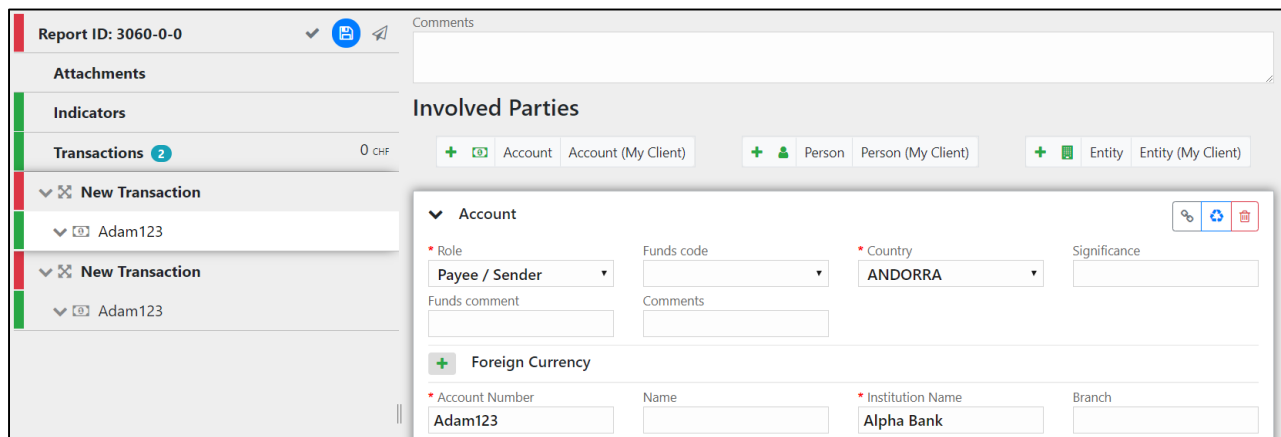 Report ID: 3060-0-0
Attachments
Indicators
Transactions 2 0 CHF
New Transaction
Adam123
New Transaction
Adam123
Comments
Involved Parties
+ Account Account (My Client) + Person Person (My Client) + Entity Entity (My Client)
Account
* Role Funds code * Country Significance
Payee / Sender ANDORRA
Funds comment Comments
+ Foreign Currency
* Account Number Name * Institution Name Branch
Adam123 Alpha Bank